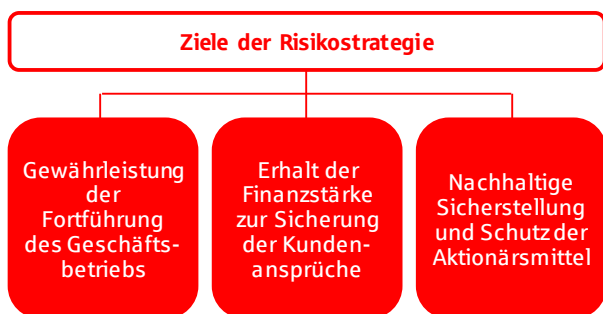 Ziele der Risikostrategie
Gewährleistung
der
Fortführung
des Geschäfts-
betriebs
Erhalt der
Finanzstärke
zur Sicherung
der Kunden-
ansprüche
Nachhaltige
Sicherstellung
und Schutz der
Aktionärsmittel